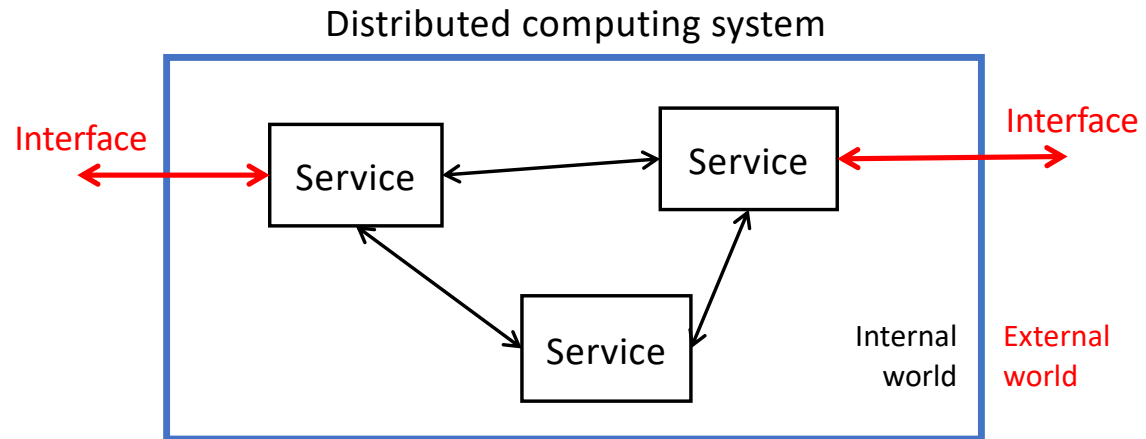 Distributed computing system
Interface
Interface
Service
Service
Service
Internal
world
External
world